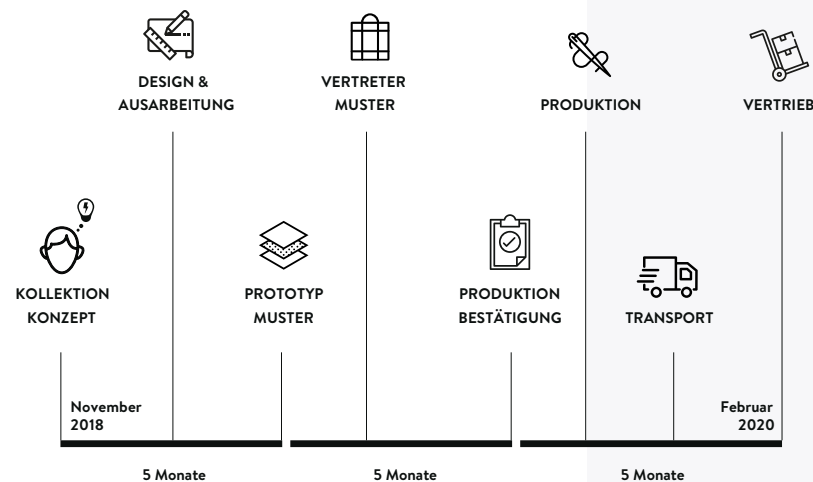 DESIGN &
AUSARBEITUNG
VERTRETER
MUSTER
PRODUKTION
VERTRIEB
KOLLEKTION
KONZEPT
PROTOTYP
MUSTER
PRODUKTION
BESTÄTIGUNG
TRANSPORT
November
2018
Februar
2020
5 Monate
5 Monate
5 Monate